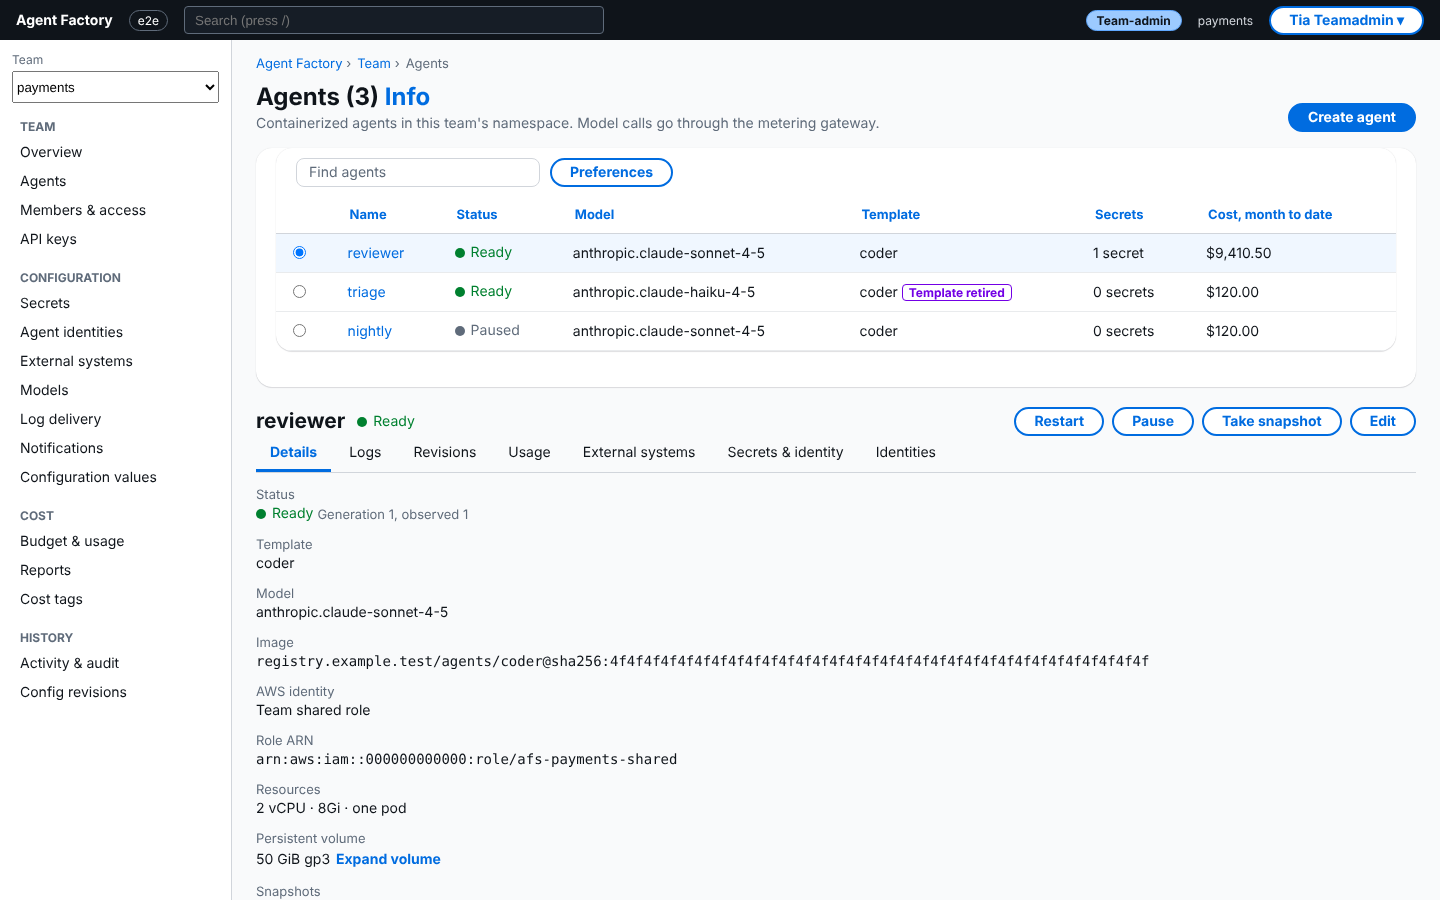 Agent Factory e2e Search (press /) Team-admin payments Tia Teamadmin ▾
Team
payments
TEAM
Overview
Agents
Members & access
API keys
CONFIGURATION
Secrets
Agent identities
External systems
Models
Log delivery
Notifications
Configuration values
COST
Budget & usage
Reports
Cost tags
HISTORY
Activity & audit
Config revisions
Agent Factory › Team › Agents
Agents (3) Info
Containerized agents in this team's namespace. Model calls go through the metering gateway.
Create agent
Find agents Preferences
Name Status Model Template Secrets Cost, month to date
reviewer Ready anthropic.claude-sonnet-4-5 coder 1 secret $9,410.50
triage Ready anthropic.claude-haiku-4-5 coder Template retired 0 secrets $120.00
nightly Paused anthropic.claude-sonnet-4-5 coder 0 secrets $120.00
reviewer Ready Restart Pause Take snapshot Edit
Details Logs Revisions Usage External systems Secrets & identity Identities
Status
Ready Generation 1, observed 1
Template
coder
Model
anthropic.claude-sonnet-4-5
Image
registry.example.test/agents/coder@sha256:4f4f4f4f4f4f4f4f4f4f4f4f4f4f4f4f4f4f4f4f4f4f4f4f4f4f4f4f4f4f4f4f
AWS identity
Team shared role
Role ARN
arn:aws:iam::000000000000:role/afs-payments-shared
Resources
2 vCPU · 8Gi · one pod
Persistent volume
50 GiB gp3 Expand volume
Snapshots